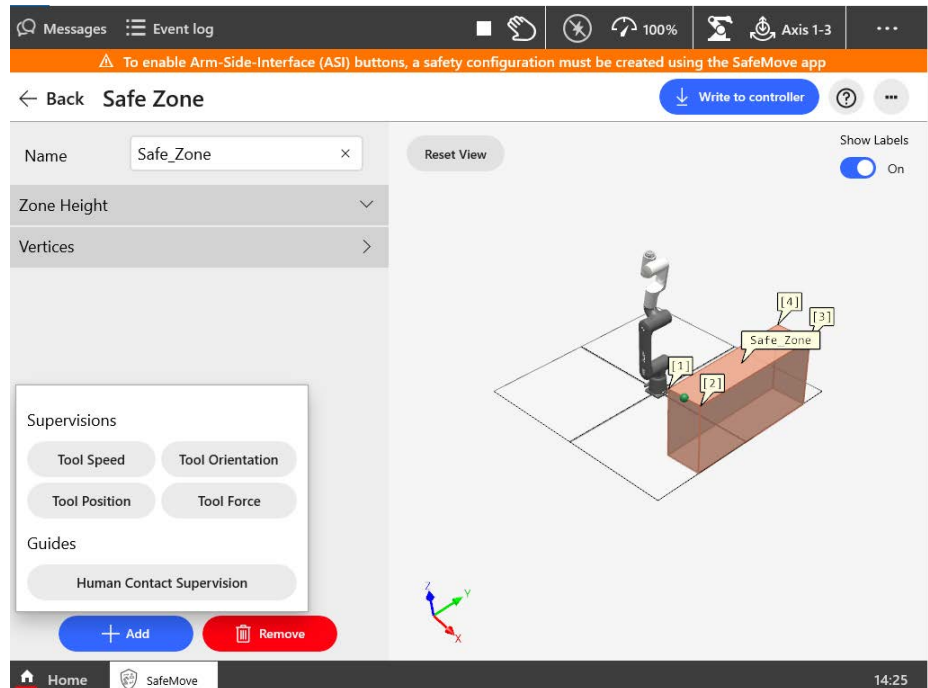 Messages Event log 100% Axis 1-3 ...
To enable Arm-Side-Interface (ASI) buttons, a safety configuration must be created using the SafeMove app
Back Safe Zone Write to controller ? ...
Name Safe_Zone × Reset View Show Labels
On
Zone Height
Vertices
[4]
[3]
Safe_Zone
[1]
[2]
Supervisions
Tool Speed Tool Orientation
Tool Position Tool Force
Guides
Human Contact Supervision
Z
Y
X
+ Add Remove
Home SafeMove 14:25